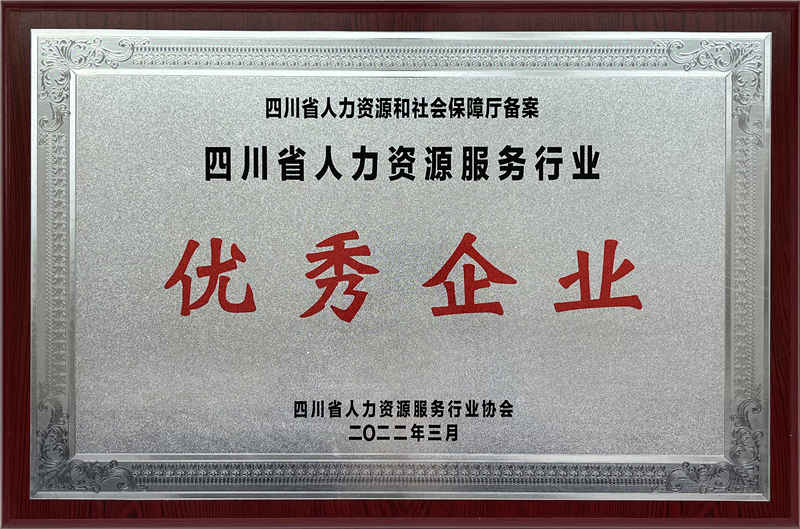 四川省人力资源和社会保障厅备案
四川省人力资源服务行业
优秀企业
四川省人力资源服务行业协会
二〇二二年三月